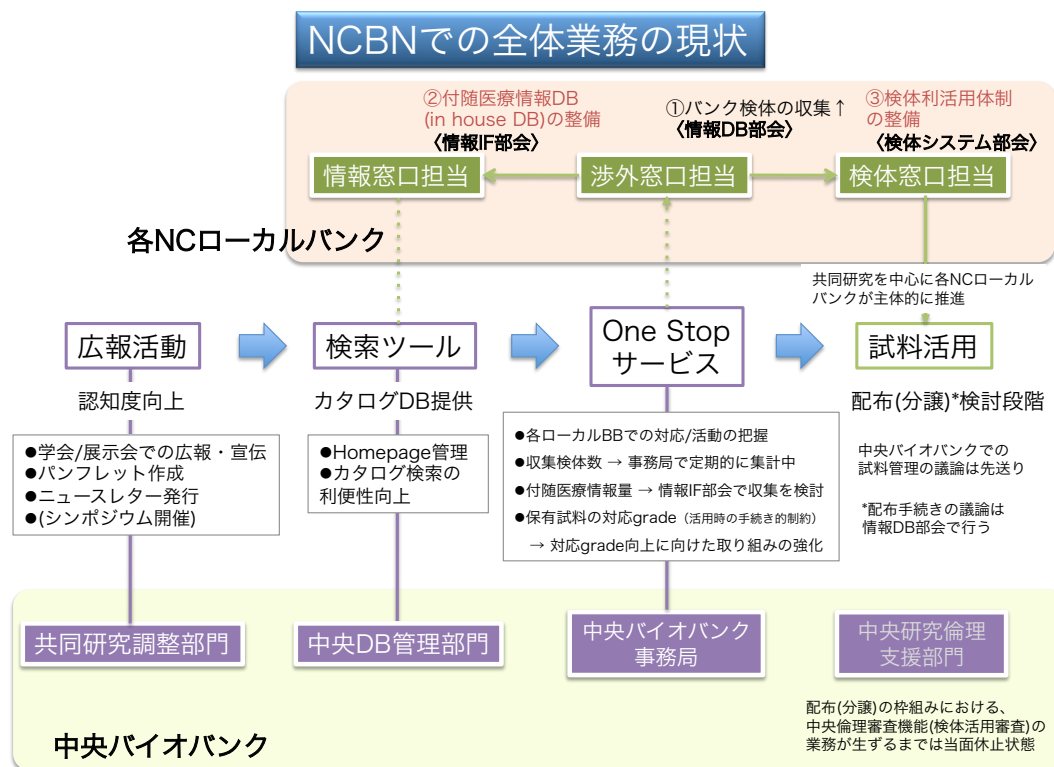 NCBNでの全体業務の現状
②付随医療情報DB
(in house DB)の整備
〈情報IF部会〉
①バンク検体の収集↑
〈情報DB部会〉
③検体利活用体制
の整備
〈検体システム部会〉
情報窓口担当
渉外窓口担当
検体窓口担当
各NCローカルバンク
共同研究を中心に各NCローカル
バンクが主体的に推進
広報活動
検索ツール
One Stop
サービス
試料活用
認知度向上
カタログDB提供
配布(分譲)*検討段階
●学会/展示会での広報・宣伝
●パンフレット作成
●ニュースレター発行
●(シンポジウム開催)
●Homepage管理
●カタログ検索の
利便性向上
●各ローカルBBでの対応/活動の把握
●収集検体数 → 事務局で定期的に集計中
●付随医療情報量 → 情報IF部会で収集を検討
●保有試料の対応grade（活用時の手続き的制約）
→ 対応grade向上に向けた取り組みの強化
中央バイオバンクでの
試料管理の議論は先送り
*配布手続きの議論は
情報DB部会で行う
共同研究調整部門
中央DB管理部門
中央バイオバンク
事務局
中央研究倫理
支援部門
配布(分譲)の枠組みにおける、
中央倫理審査機能(検体活用審査)の
業務が生ずるまでは当面休止状態
中央バイオバンク